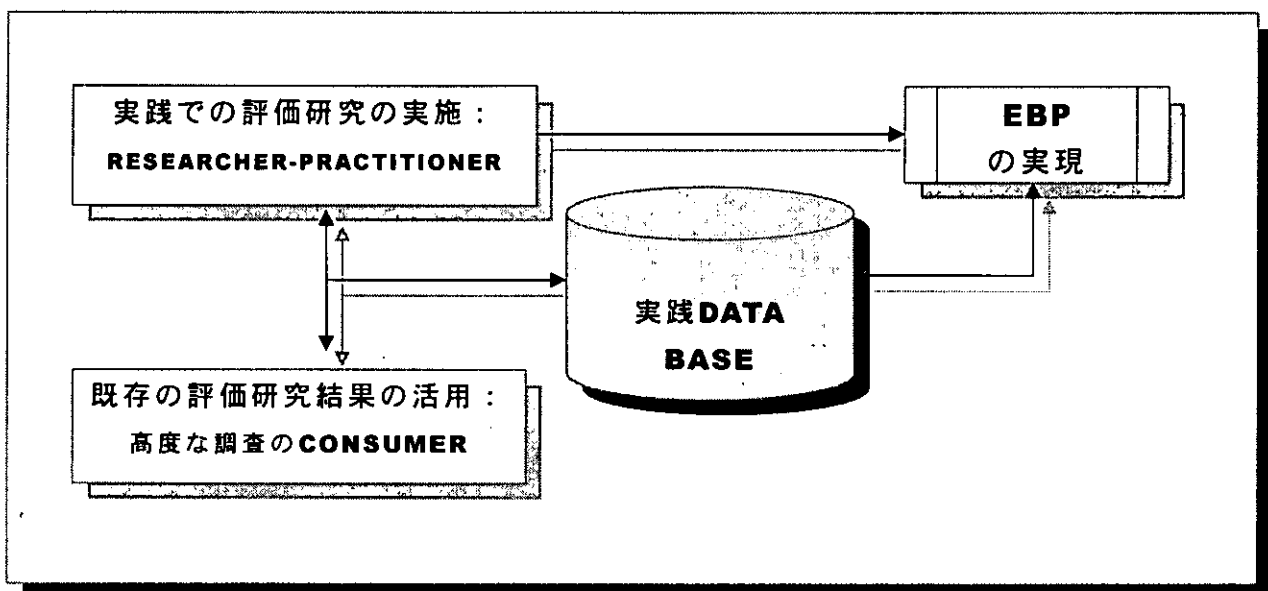 実践での評価研究の実施：
RESEARCHER-PRACTITIONER
EBP
の実現
実践DATA
BASE
既存の評価研究結果の活用：
高度な調査のCONSUMER